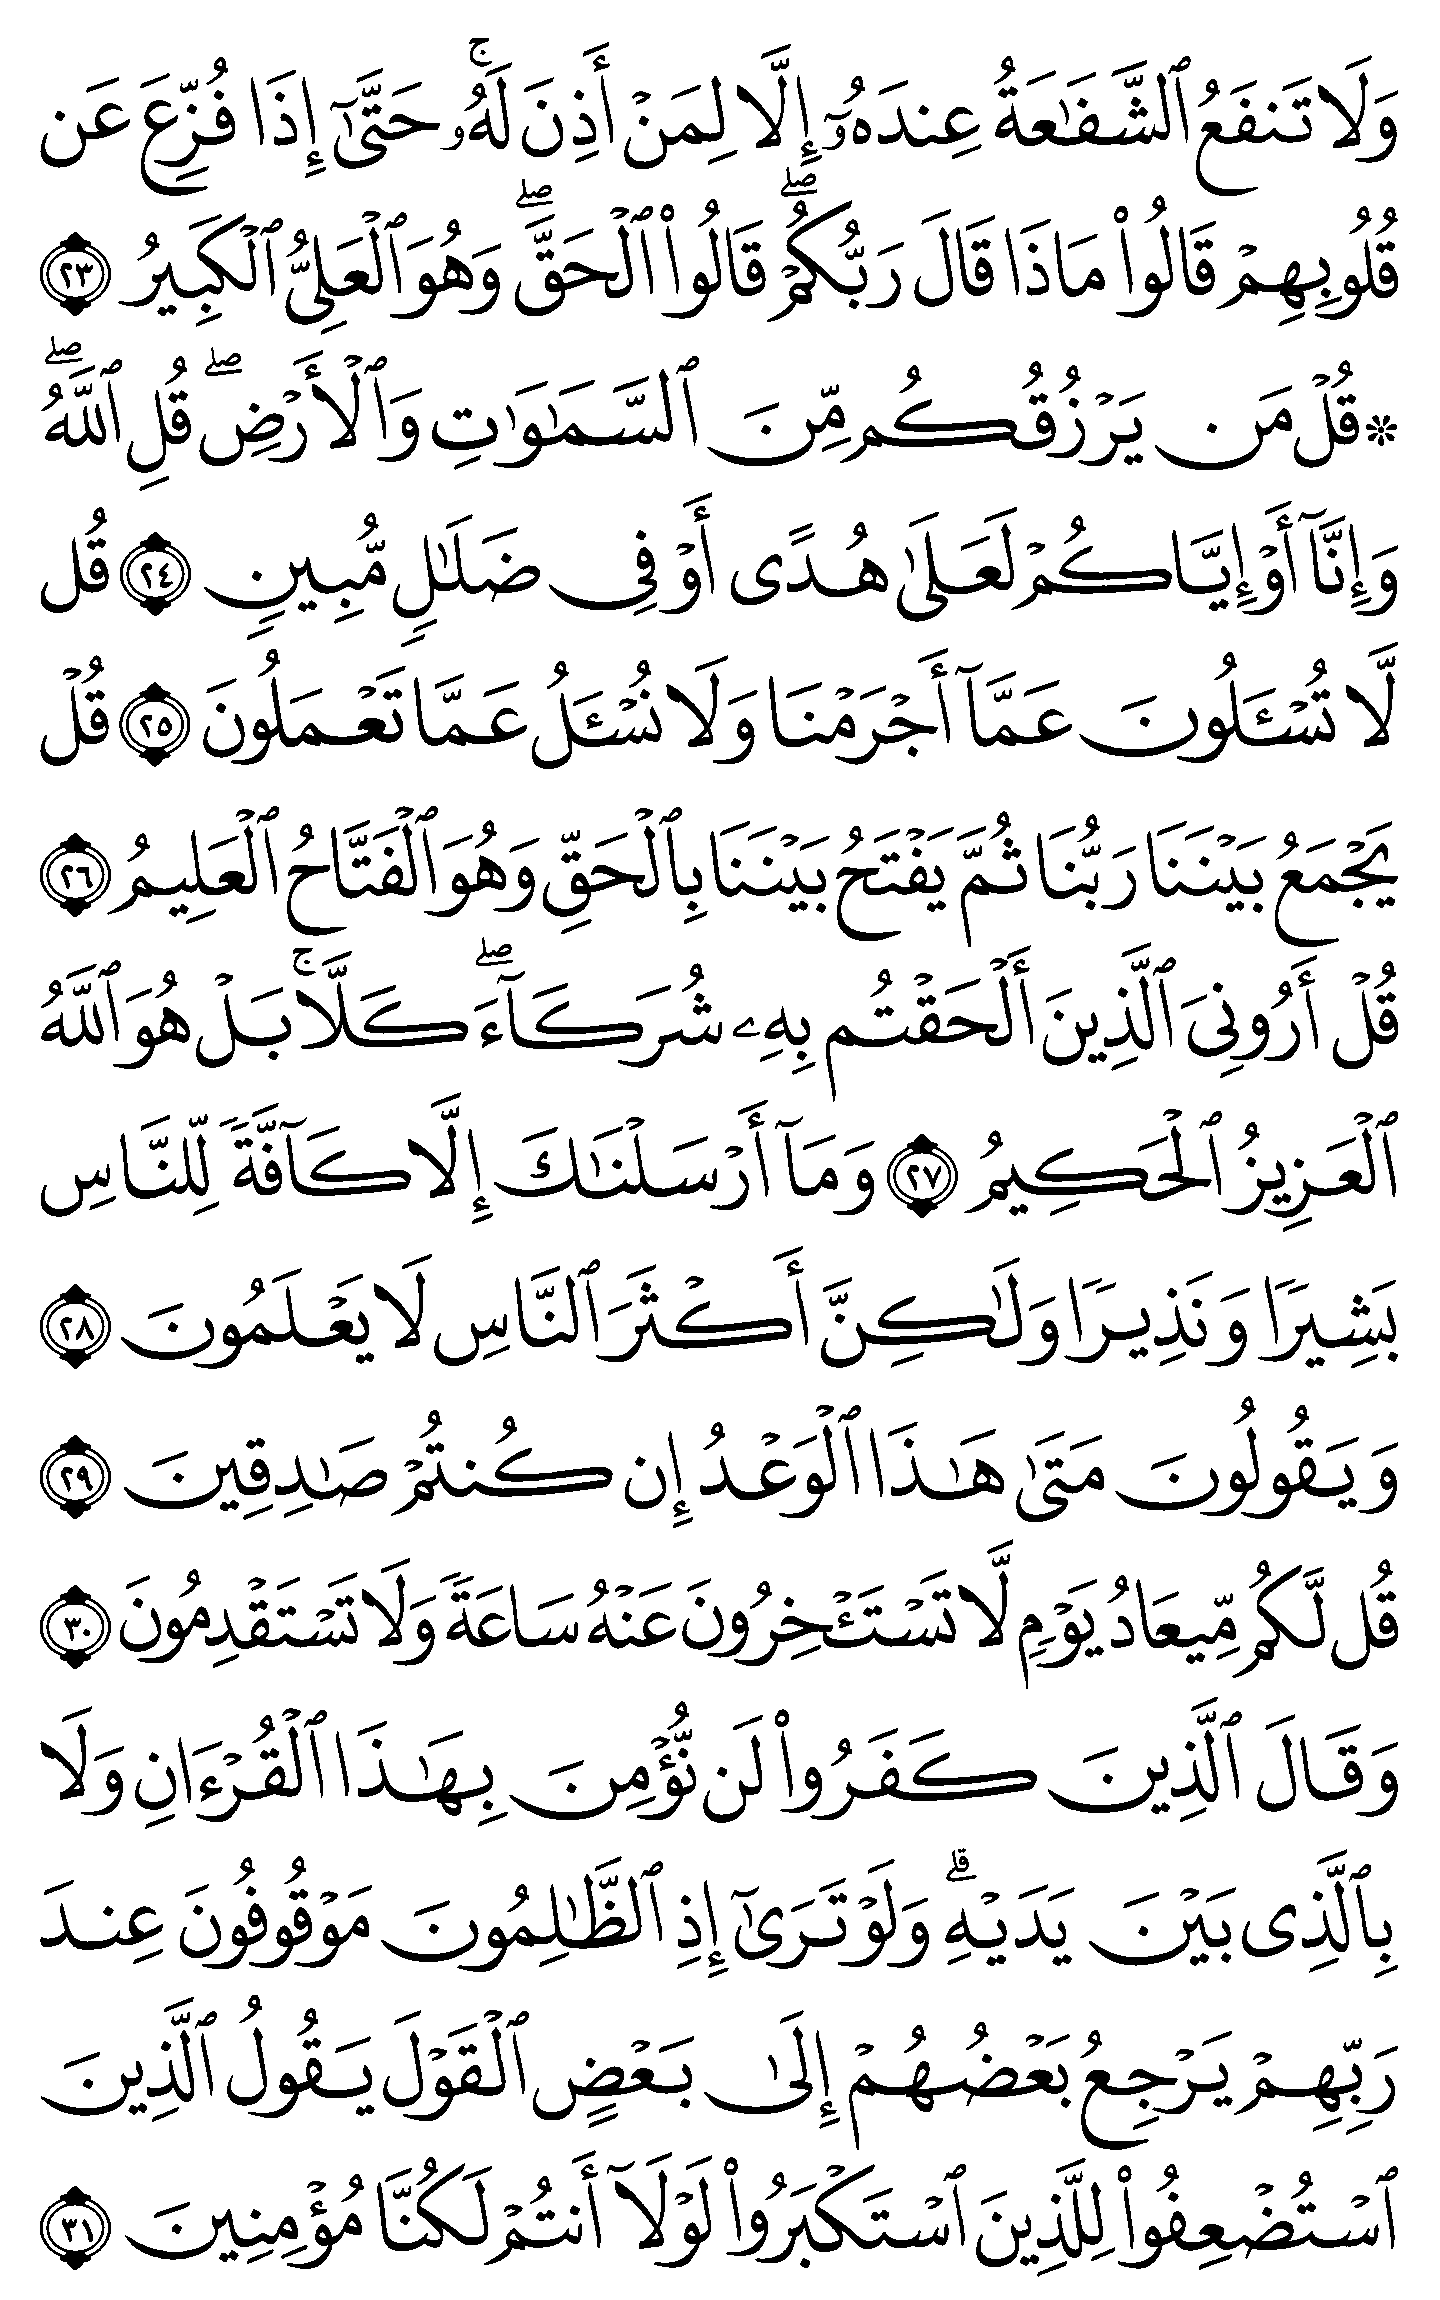 وَلَا تَنفَعُ ٱلشَّفَٰعَةُ عِندَهُۥٓ إِلَّا لِمَنۡ أَذِنَ لَهُۥۚ حَتَّىٰٓ إِذَا فُزِّعَ عَن
قُلُوبِهِمۡ قَالُواْ مَاذَا قَالَ رَبُّكُمۡۖ قَالُواْ ٱلۡحَقَّۖ وَهُوَ ٱلۡعَلِيُّ ٱلۡكَبِيرُ ٢٣
۞ قُلۡ مَن يَرۡزُقُكُم مِّنَ ٱلسَّمَٰوَٰتِ وَٱلۡأَرۡضِۖ قُلِ ٱللَّهُۖ
وَإِنَّآ أَوۡ إِيَّاكُمۡ لَعَلَىٰ هُدًى أَوۡ فِي ضَلَٰلٖ مُّبِينٖ ٢٤ قُل
لَّا تُسۡـَٔلُونَ عَمَّآ أَجۡرَمۡنَا وَلَا نُسۡـَٔلُ عَمَّا تَعۡمَلُونَ ٢٥ قُلۡ
يَجۡمَعُ بَيۡنَنَا رَبُّنَا ثُمَّ يَفۡتَحُ بَيۡنَنَا بِٱلۡحَقِّ وَهُوَ ٱلۡفَتَّاحُ ٱلۡعَلِيمُ ٢٦
قُلۡ أَرُونِيَ ٱلَّذِينَ أَلۡحَقۡتُم بِهِۦ شُرَكَآءَۖ كَلَّاۚ بَلۡ هُوَ ٱللَّهُ
ٱلۡعَزِيزُ ٱلۡحَكِيمُ ٢٧ وَمَآ أَرۡسَلۡنَٰكَ إِلَّا كَآفَّةٗ لِّلنَّاسِ
بَشِيرٗا وَنَذِيرٗا وَلَٰكِنَّ أَكۡثَرَ ٱلنَّاسِ لَا يَعۡلَمُونَ ٢٨
وَيَقُولُونَ مَتَىٰ هَٰذَا ٱلۡوَعۡدُ إِن كُنتُمۡ صَٰدِقِينَ ٢٩
قُل لَّكُم مِّيعَادُ يَوۡمٖ لَّا تَسۡتَـٔۡخِرُونَ عَنۡهُ سَاعَةٗ وَلَا تَسۡتَقۡدِمُونَ ٣٠
وَقَالَ ٱلَّذِينَ كَفَرُواْ لَن نُّؤۡمِنَ بِهَٰذَا ٱلۡقُرۡءَانِ وَلَا
بِٱلَّذِي بَيۡنَ يَدَيۡهِۗ وَلَوۡ تَرَىٰٓ إِذِ ٱلظَّٰلِمُونَ مَوۡقُوفُونَ عِندَ
رَبِّهِمۡ يَرۡجِعُ بَعۡضُهُمۡ إِلَىٰ بَعۡضٍ ٱلۡقَوۡلَ يَقُولُ ٱلَّذِينَ
ٱسۡتُضۡعِفُواْ لِلَّذِينَ ٱسۡتَكۡبَرُواْ لَوۡلَآ أَنتُمۡ لَكُنَّا مُؤۡمِنِينَ ٣١